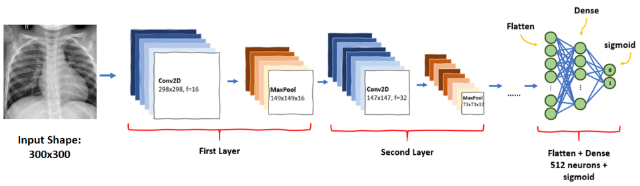 R
Input Shape:
300x300
Conv2D
298x298, f=16
MaxPool
149x149x16
First Layer
Conv2D
147x147, f=32
MaxPool
73x73x32
Second Layer
......
Flatten
Dense
sigmoid
0
1
Flatten + Dense
512 neurons +
sigmoid